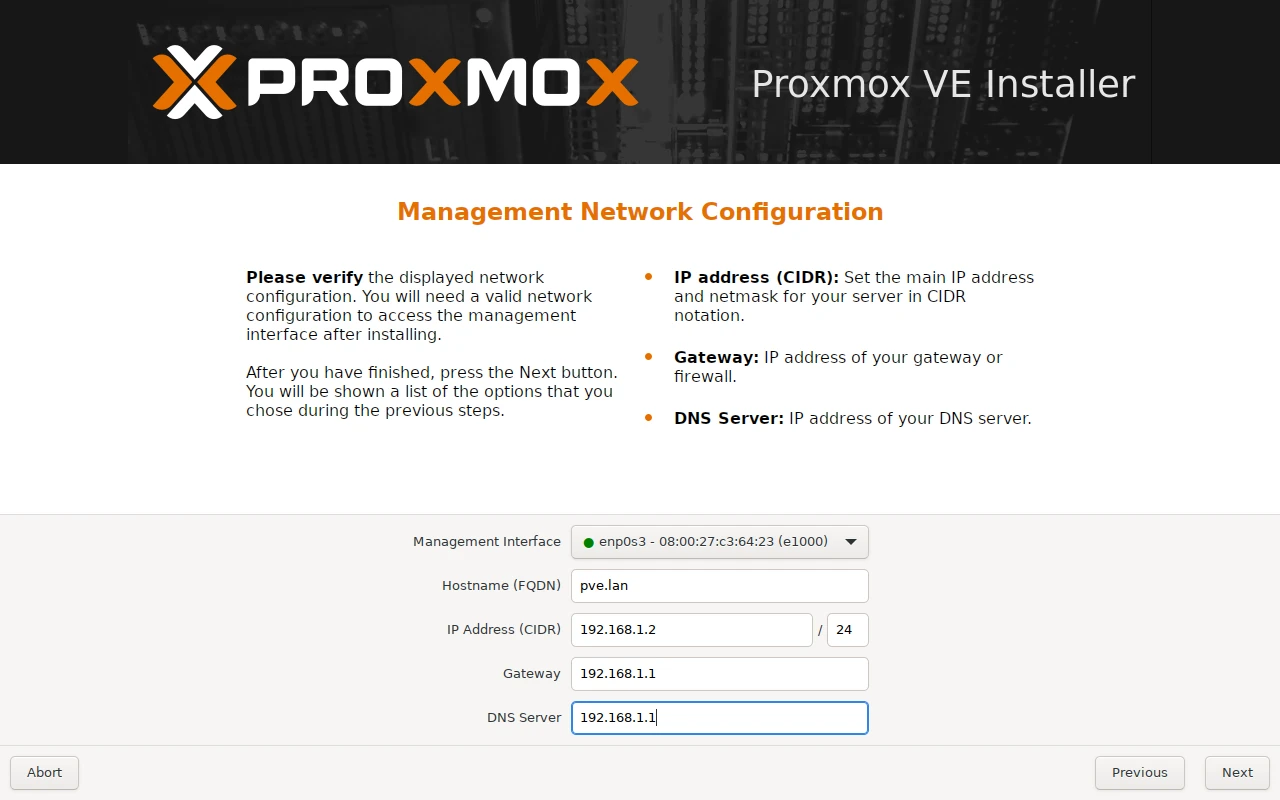 PROXMOX
Proxmox VE Installer
Management Network Configuration
Please verify the displayed network
configuration. You will need a valid network
configuration to access the management
interface after installing.
After you have finished, press the Next button.
You will be shown a list of the options that you
chose during the previous steps.
IP address (CIDR): Set the main IP address
and netmask for your server in CIDR
notation.
Gateway: IP address of your gateway or
firewall.
DNS Server: IP address of your DNS server.
Management Interface enp0s3 - 08:00:27:c3:64:23 (e1000)
Hostname (FQDN) pve.lan
IP Address (CIDR) 192.168.1.2 / 24
Gateway 192.168.1.1
DNS Server 192.168.1.1
Abort Previous Next